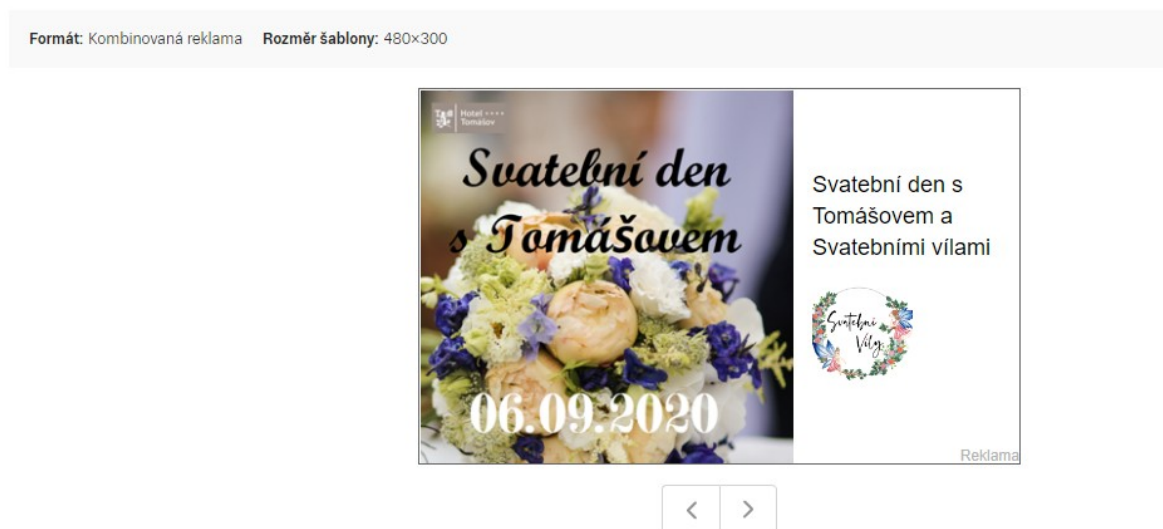 Formát: Kombinovaná reklama Rozměr šablony: 480×300
Hotel ****
Tomášov
Svatební den
s Tomášovem
06.09.2020
Svatební den s
Tomášovem a
Svatebními vílami
Svatební
Víly
Reklama